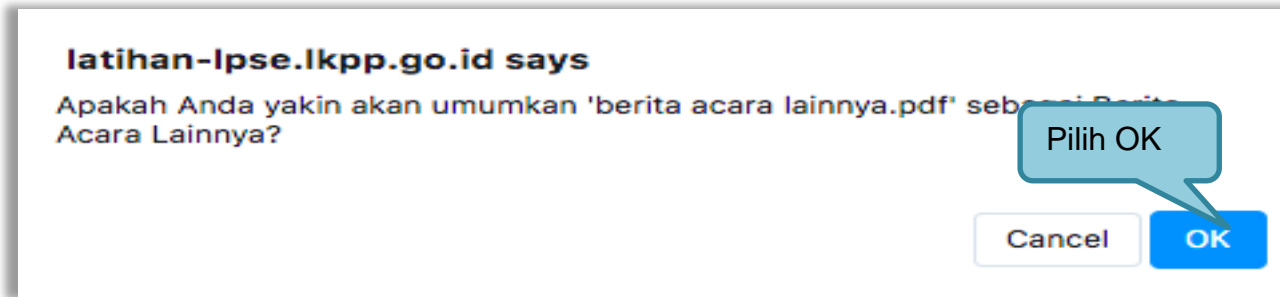 latihan-lpse.lkpp.go.id says
Apakah Anda yakin akan umumkan 'berita acara lainnya.pdf' sebagai Berita
Acara Lainnya?
Pilih OK
Cancel
OK